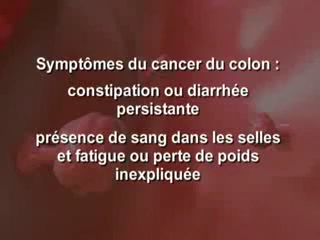 Symptômes du cancer du colon :
constipation ou diarrhée
persistante
présence de sang dans les selles
et fatigue ou perte de poids
inexpliquée